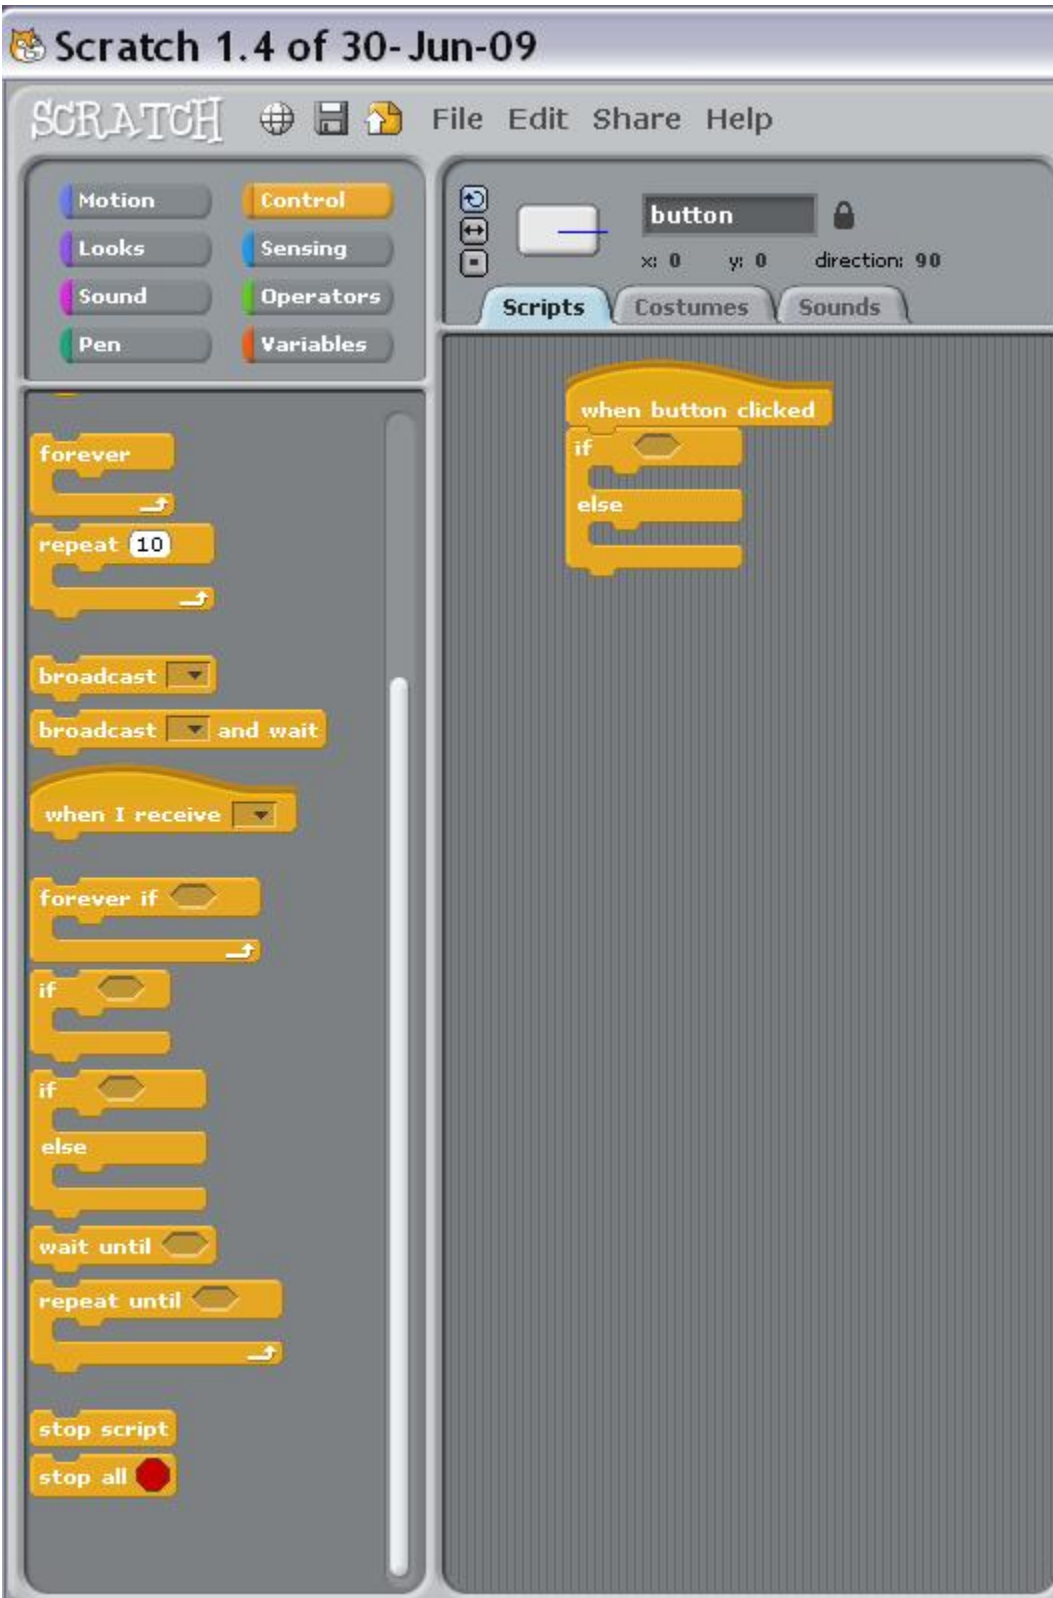 Scratch 1.4 of 30-Jun-09
SCRATCH File Edit Share Help
Motion Control
Looks Sensing
Sound Operators
Pen Variables
button
x: 0 y: 0 direction: 90
Scripts Costumes Sounds
forever
repeat 10
broadcast
broadcast and wait
when I receive
forever if
if
if
else
wait until
repeat until
stop script
stop all
when button clicked
if
else